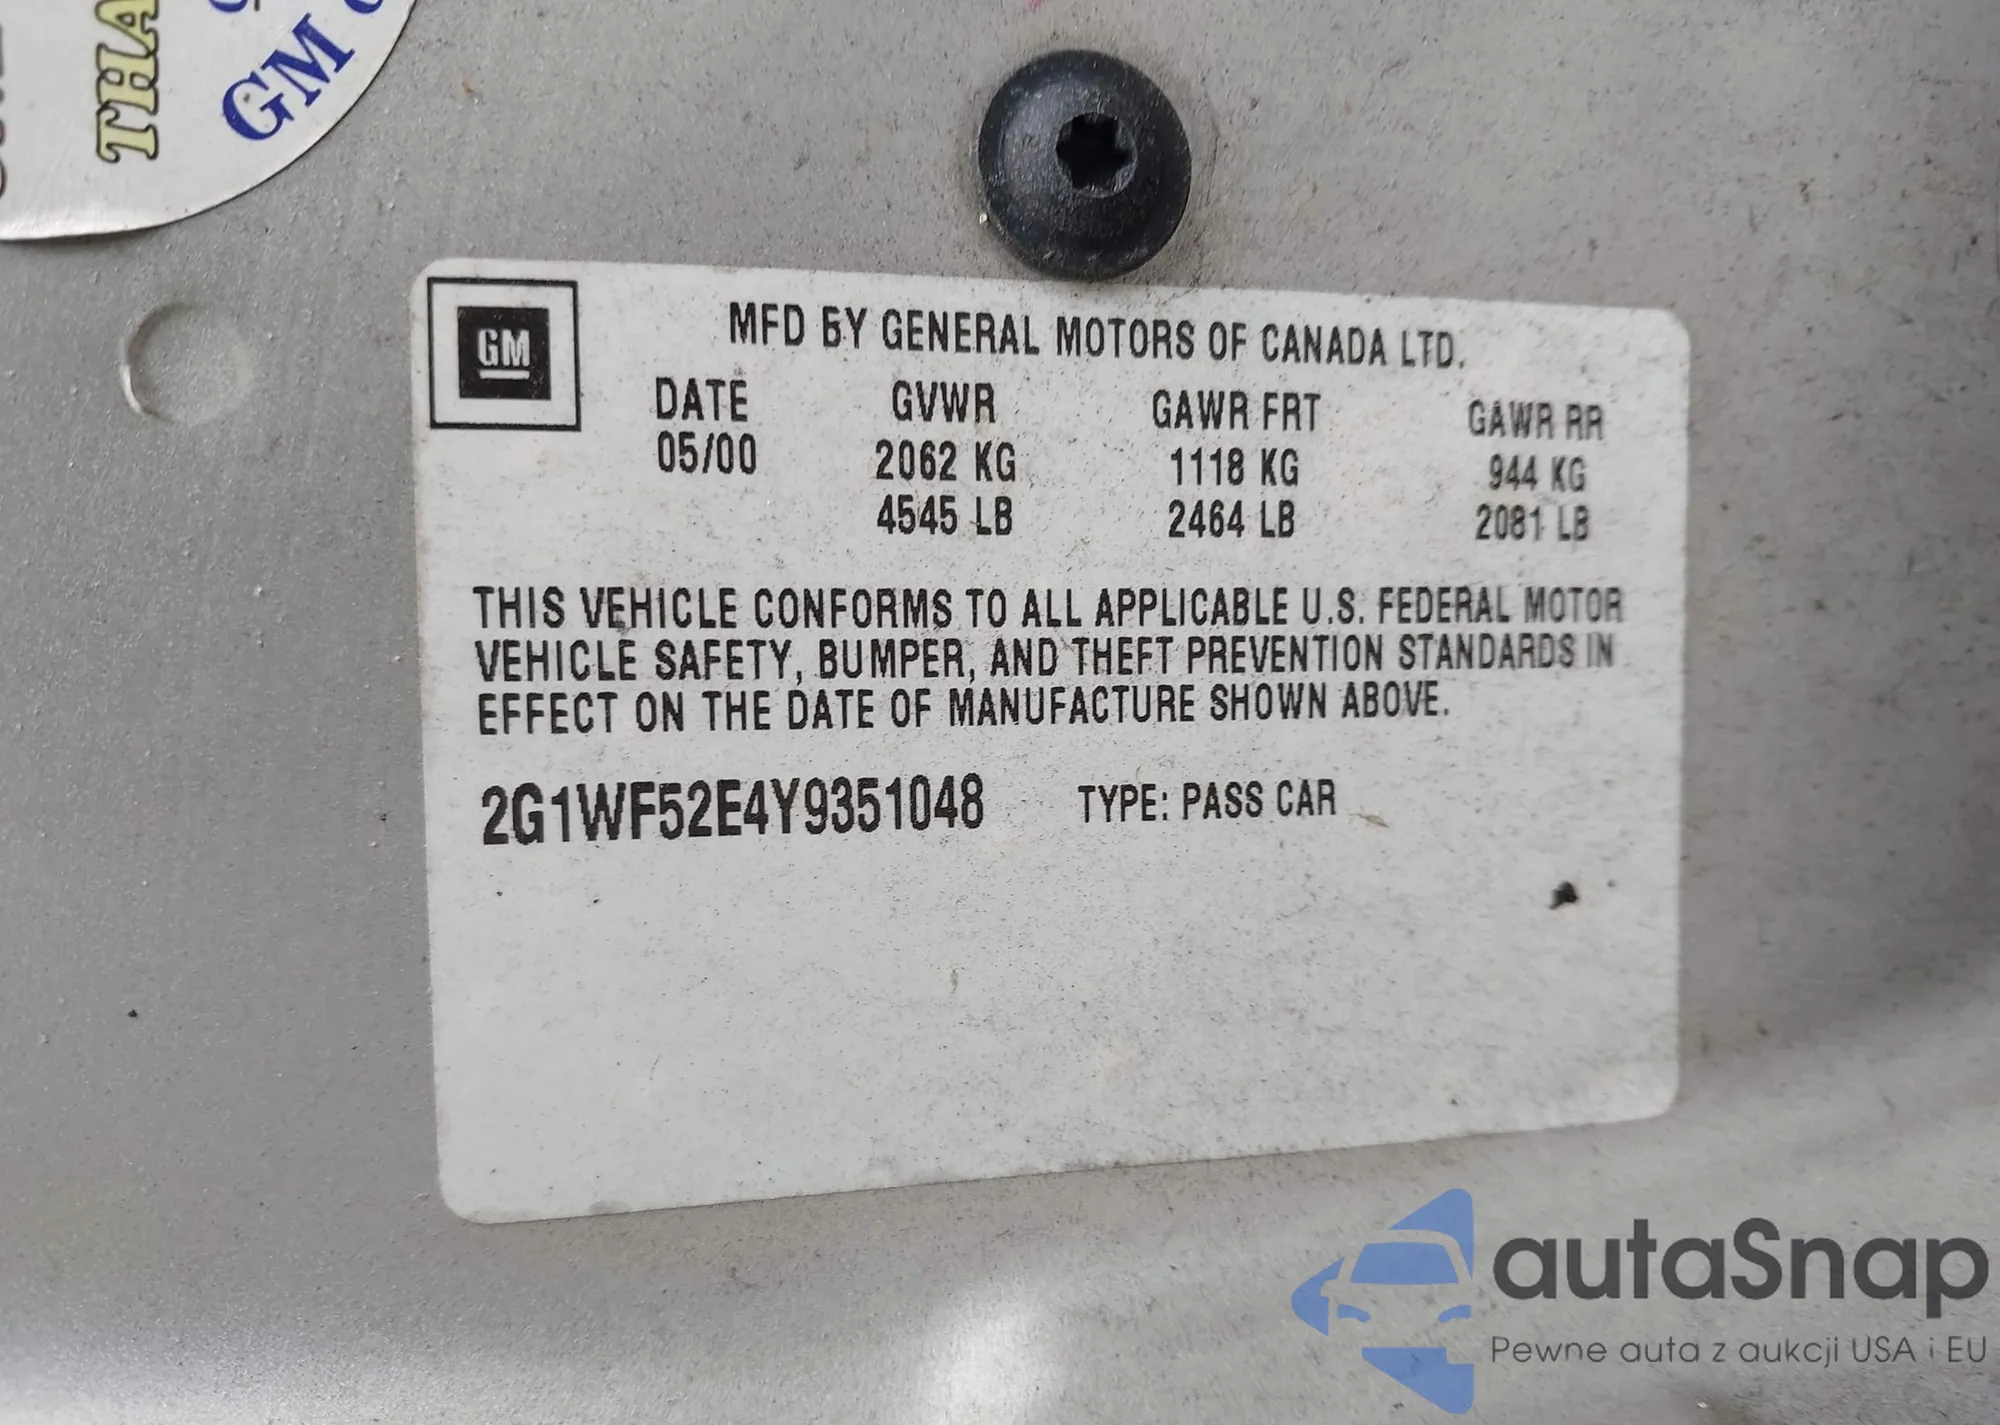 THA
GM
GM
MFD BY GENERAL MOTORS OF CANADA LTD.
DATE GVWR GAWR FRT GAWR RR
05/00 2062 KG 1118 KG 944 KG
4545 LB 2464 LB 2081 LB
THIS VEHICLE CONFORMS TO ALL APPLICABLE U.S. FEDERAL MOTOR
VEHICLE SAFETY, BUMPER, AND THEFT PREVENTION STANDARDS IN
EFFECT ON THE DATE OF MANUFACTURE SHOWN ABOVE.
2G1WF52E4Y9351048 TYPE: PASS CAR
autaSnap
Pewne auta z aukcji USA i EU